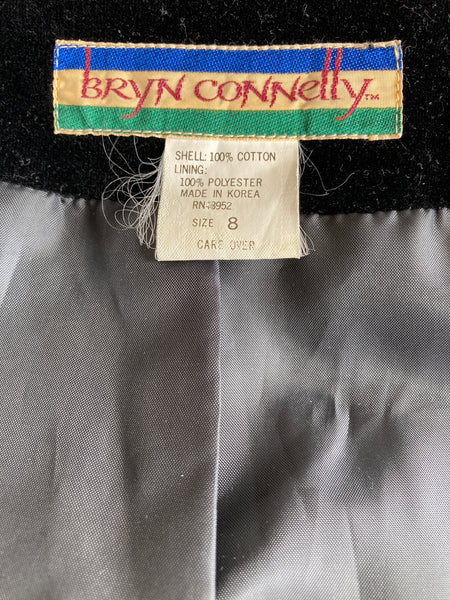 BRYN CONNElly™
SHELL: 100% COTTON
LINING:
100% POLYESTER
MADE IN KOREA
SIZE 8
CARE OVER